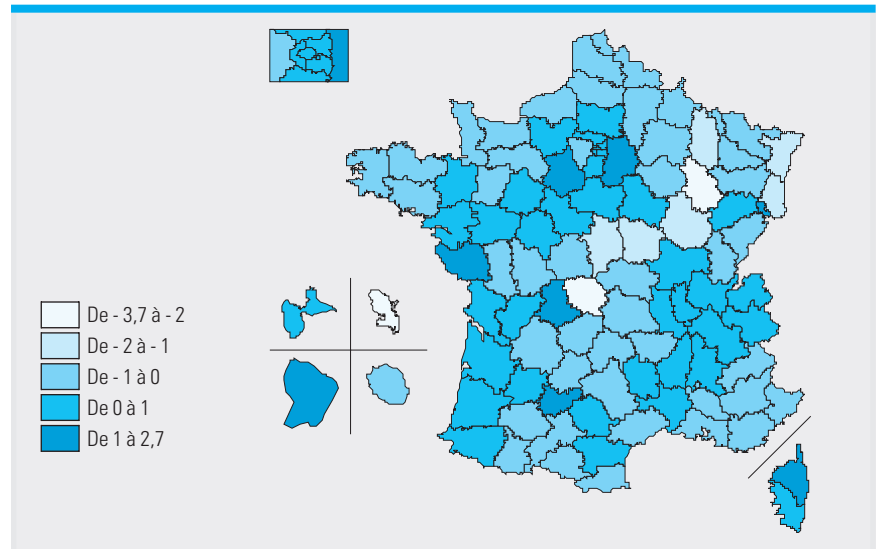 De - 3,7 à - 2
De - 2 à - 1
De - 1 à 0
De 0 à 1
De 1 à 2,7